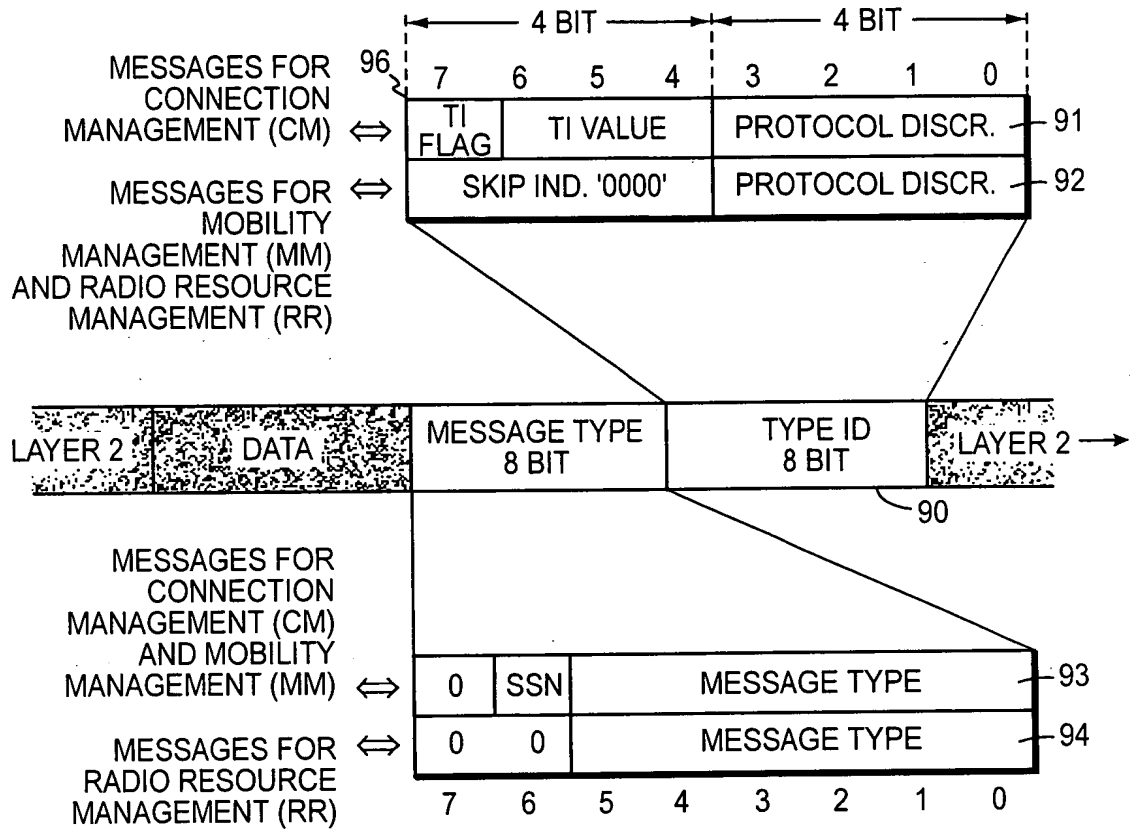 4 BIT 4 BIT
96 7 6 5 4 3 2 1 0
MESSAGES FOR
CONNECTION
MANAGEMENT (CM)
TI
FLAG
TI VALUE
PROTOCOL DISCR.
91
SKIP IND. '0000'
PROTOCOL DISCR.
92
MESSAGES FOR
MOBILITY
MANAGEMENT (MM)
AND RADIO RESOURCE
MANAGEMENT (RR)
LAYER 2
DATA
MESSAGE TYPE
8 BIT
TYPE ID
8 BIT
LAYER 2
90
MESSAGES FOR
CONNECTION
MANAGEMENT (CM)
AND MOBILITY
MANAGEMENT (MM)
0 SSN MESSAGE TYPE 93
MESSAGES FOR
RADIO RESOURCE
MANAGEMENT (RR)
0 0 MESSAGE TYPE 94
7 6 5 4 3 2 1 0